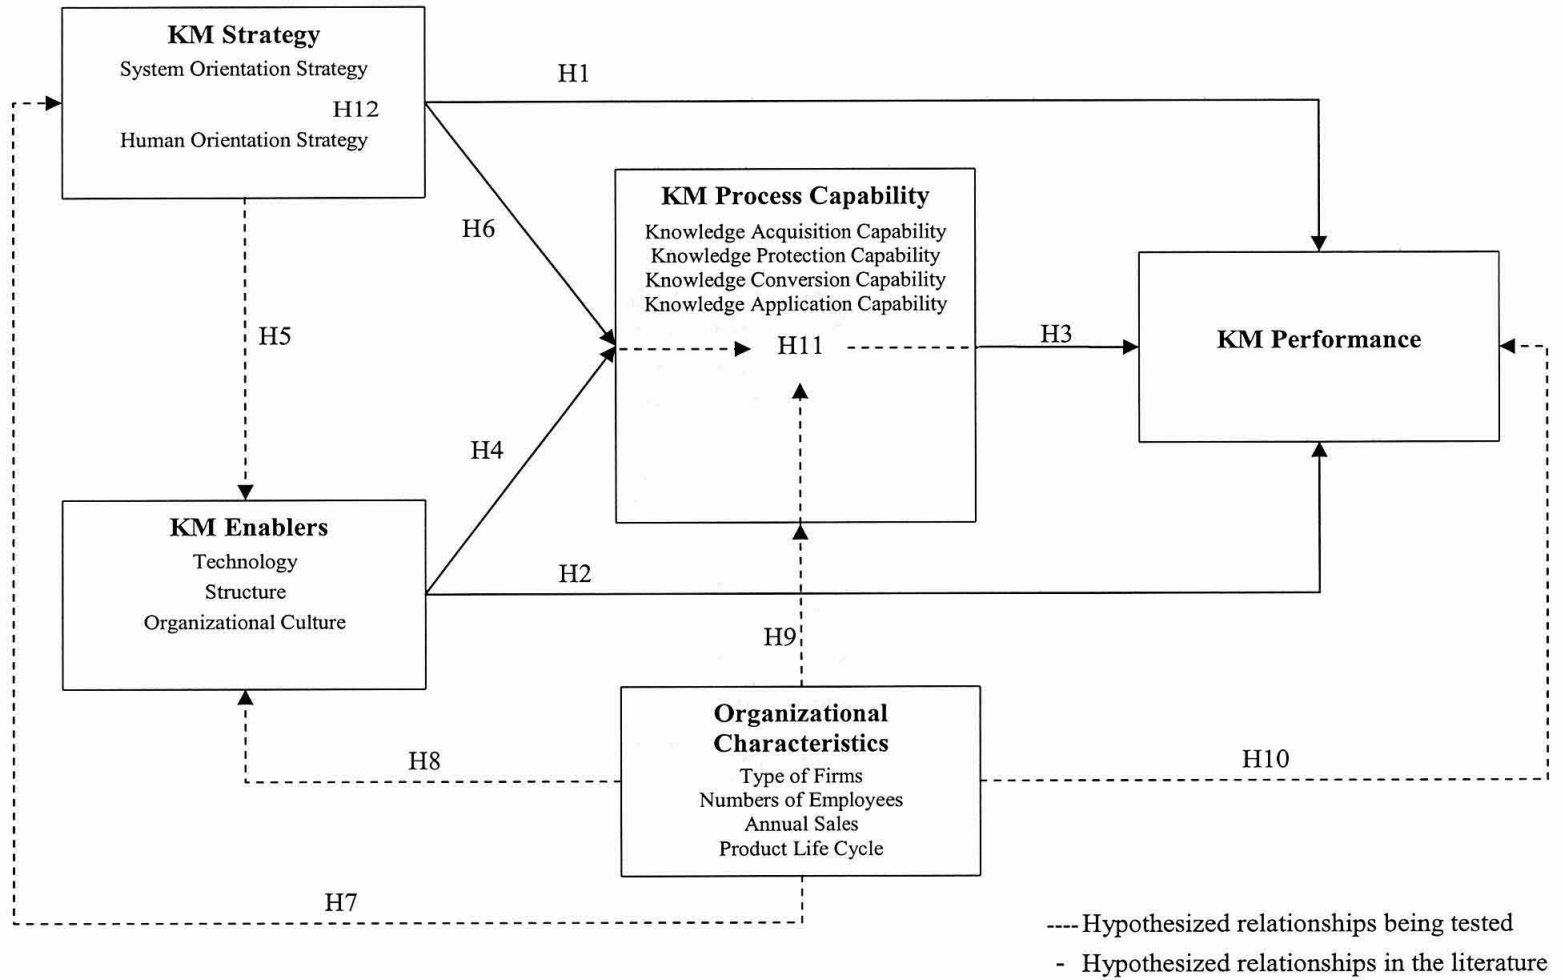 KM Strategy
System Orientation Strategy
H12
Human Orientation Strategy
H1
H6
KM Process Capability
Knowledge Acquisition Capability
Knowledge Protection Capability
Knowledge Conversion Capability
Knowledge Application Capability
H11
H3
KM Performance
H5
H4
KM Enablers
Technology
Structure
Organizational Culture
H2
H9
Organizational
Characteristics
Type of Firms
Numbers of Employees
Annual Sales
Product Life Cycle
H8
H10
H7
---- Hypothesized relationships being tested
- Hypothesized relationships in the literature